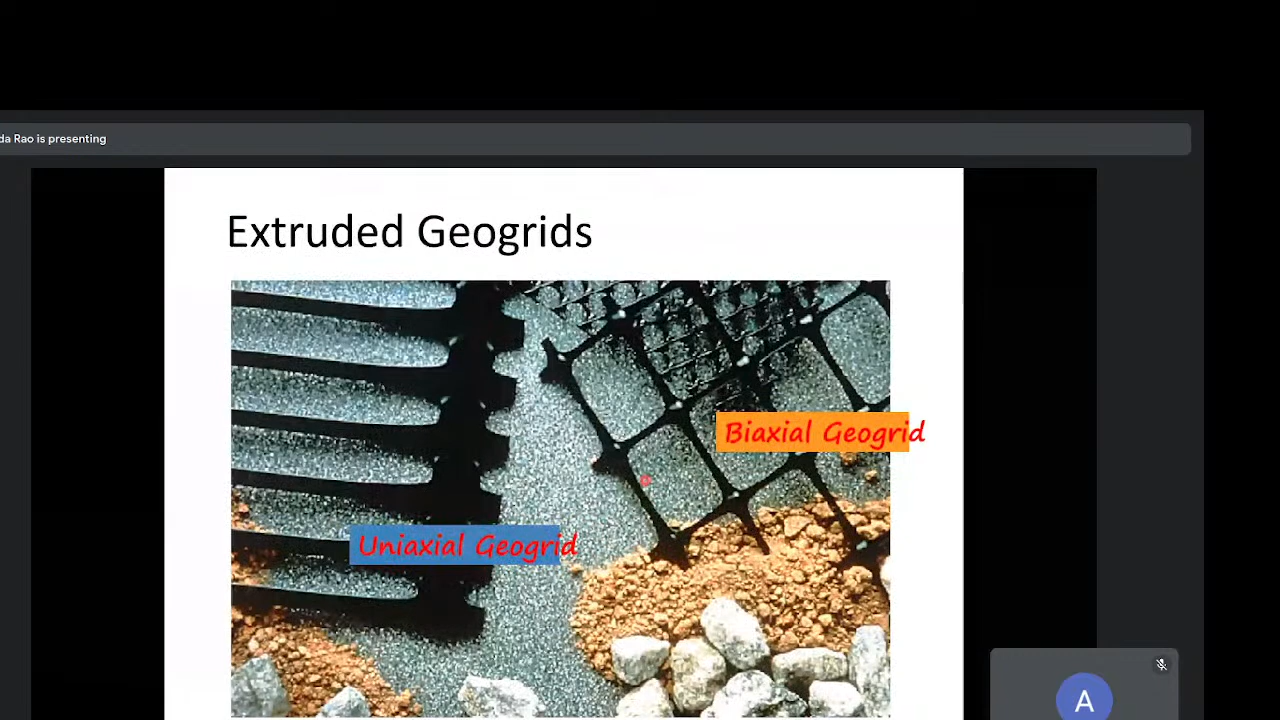 da Rao is presenting
Extruded Geogrids
Biaxial Geogrid
Uniaxial Geogrid
A